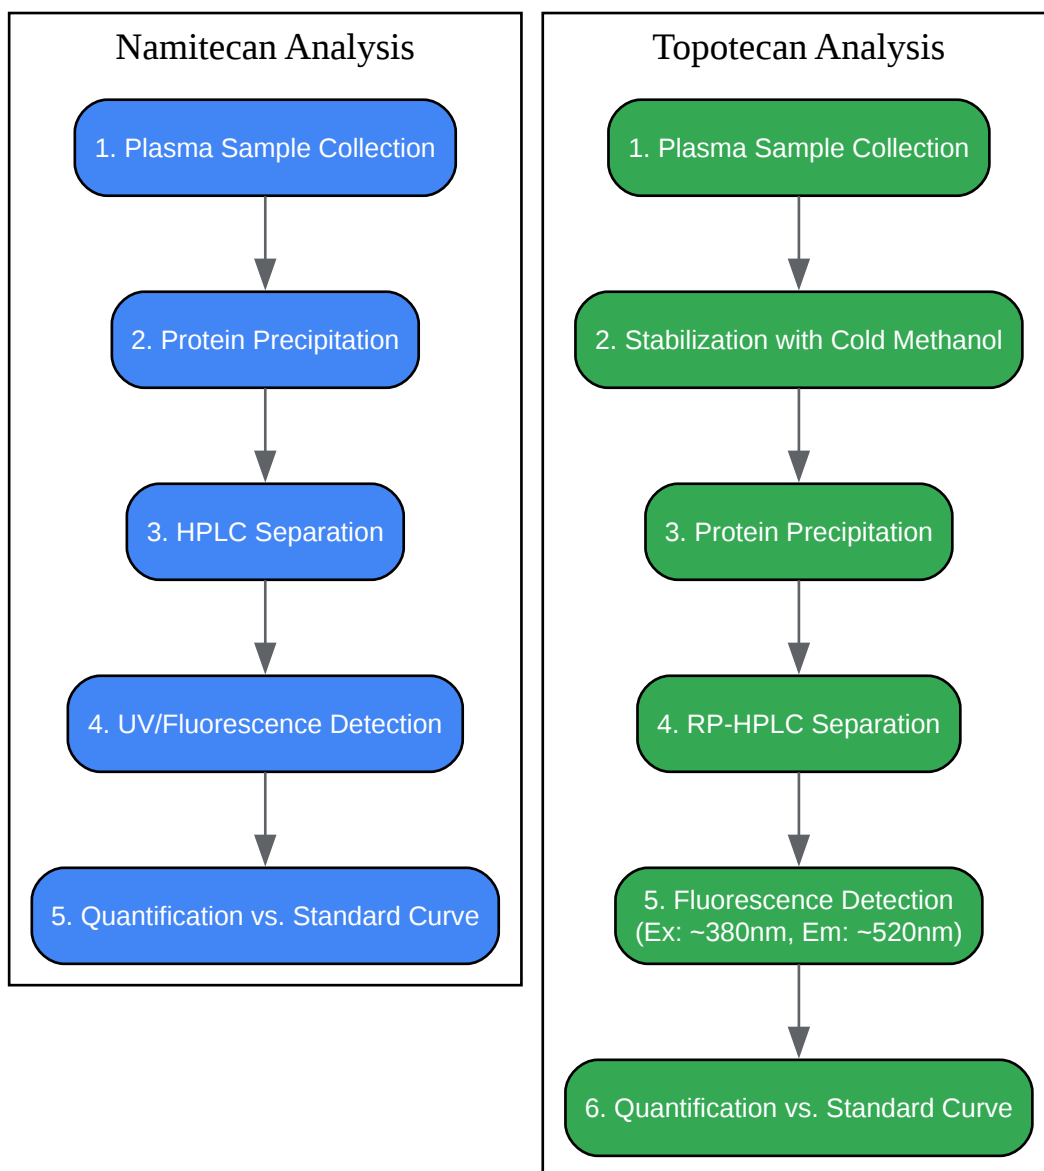 Namitecan Analysis
1. Plasma Sample Collection
2. Protein Precipitation
3. HPLC Separation
4. UV/Fluorescence Detection
5. Quantification vs. Standard Curve
Topotecan Analysis
1. Plasma Sample Collection
2. Stabilization with Cold Methanol
3. Protein Precipitation
4. RP-HPLC Separation
5. Fluorescence Detection
(Ex: ~380nm, Em: ~520nm)
6. Quantification vs. Standard Curve